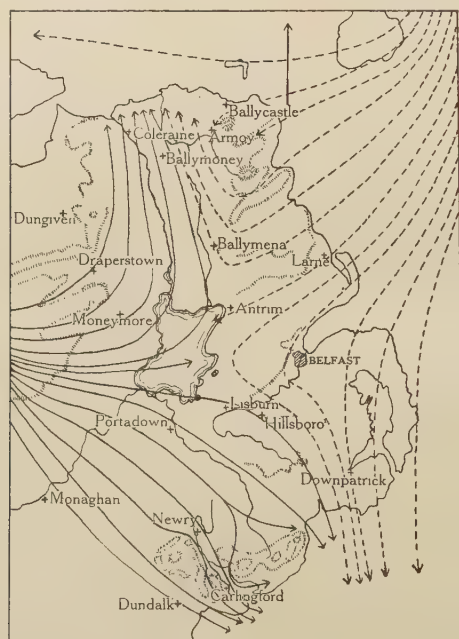 Ballycastle
Coleraine
Armoy
Ballymoney
Dungiven
Ballymena
Larne
Draperstown
Moneymore
Antrim
BELFAST
Lisburn
Hillsboro'
Portadown
Downpatrick
Monaghan
Newry
Carlingford
Dundalk